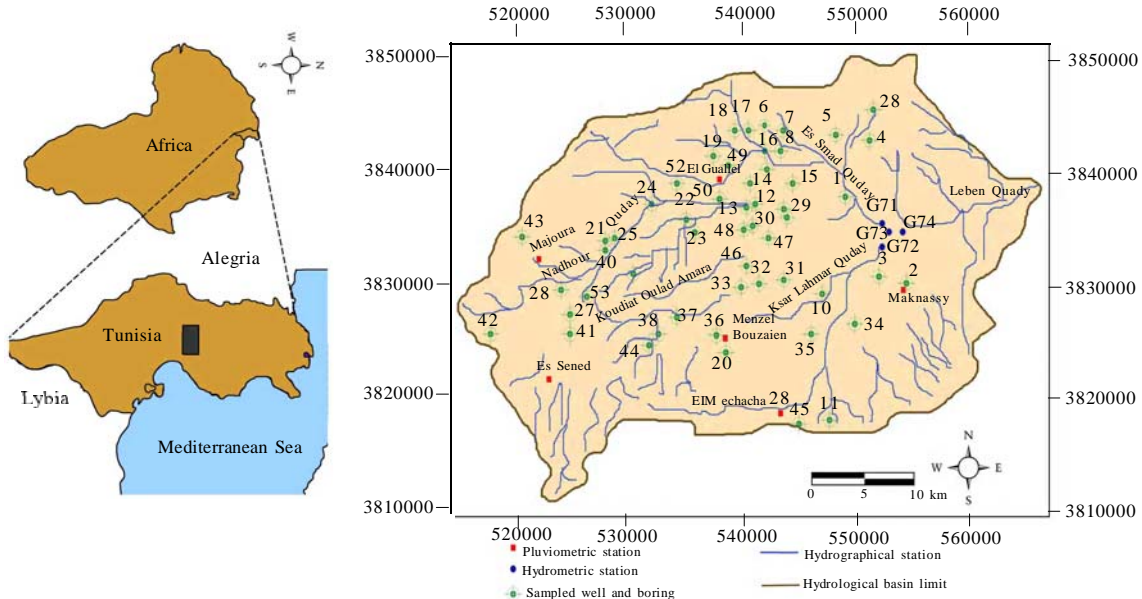 Africa
W
N
S
E
Alegria
Tunisia
Lybia
Mediterranean Sea
520000
530000
540000
550000
560000
3850000
3850000
3840000
3840000
3830000
3830000
3820000
3820000
3810000
3810000
18
17
6
7
5
28
19
49
16
8
Es Smad Quday
4
52
El Guallel
24
50
14
15
1
Leben Quady
22
13
29
G71
43
Quday
30
G73
G74
21
25
23
48
47
G72
Majoura
40
46
3
Nadhour
32
31
Ksar Lahamar Quday
2
28
53
Koudiat Oulad Amara
33
10
Maknassy
27
37
36
Menzel
Bouzaien
34
42
41
38
35
44
20
Es Sened
EIM echacha
28
45
11
N
W
E
S
0
5
10 km
520000
530000
540000
550000
560000
Pluviometric station
Hydrographical station
Hydrometric station
Hydrological basin limit
Sampled well and boring